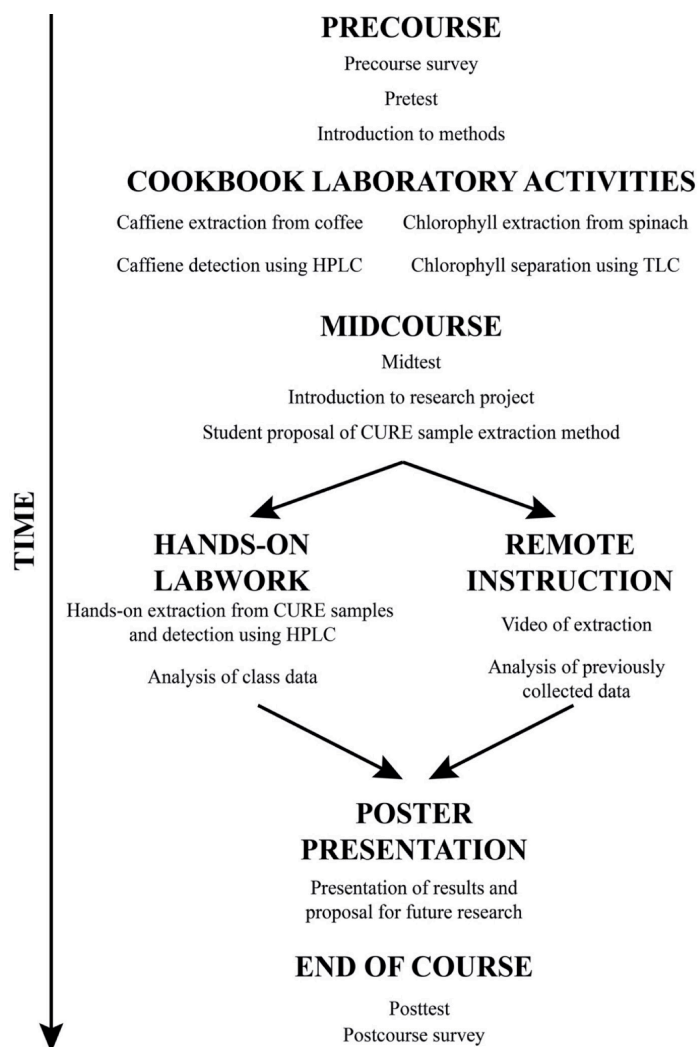 PRECOURSE
Precourse survey
Pretest
Introduction to methods
COOKBOOK LABORATORY ACTIVITIES
Caffiene extraction from coffee
Chlorophyll extraction from spinach
Caffiene detection using HPLC
Chlorophyll separation using TLC
MIDCOURSE
Midtest
Introduction to research project
Student proposal of CURE sample extraction method
TIME
HANDS-ON
LABWORK
Hands-on extraction from CURE samples
and detection using HPLC
Analysis of class data
REMOTE
INSTRUCTION
Video of extraction
Analysis of previously
collected data
POSTER
PRESENTATION
Presentation of results and
proposal for future research
END OF COURSE
Posttest
Postcourse survey